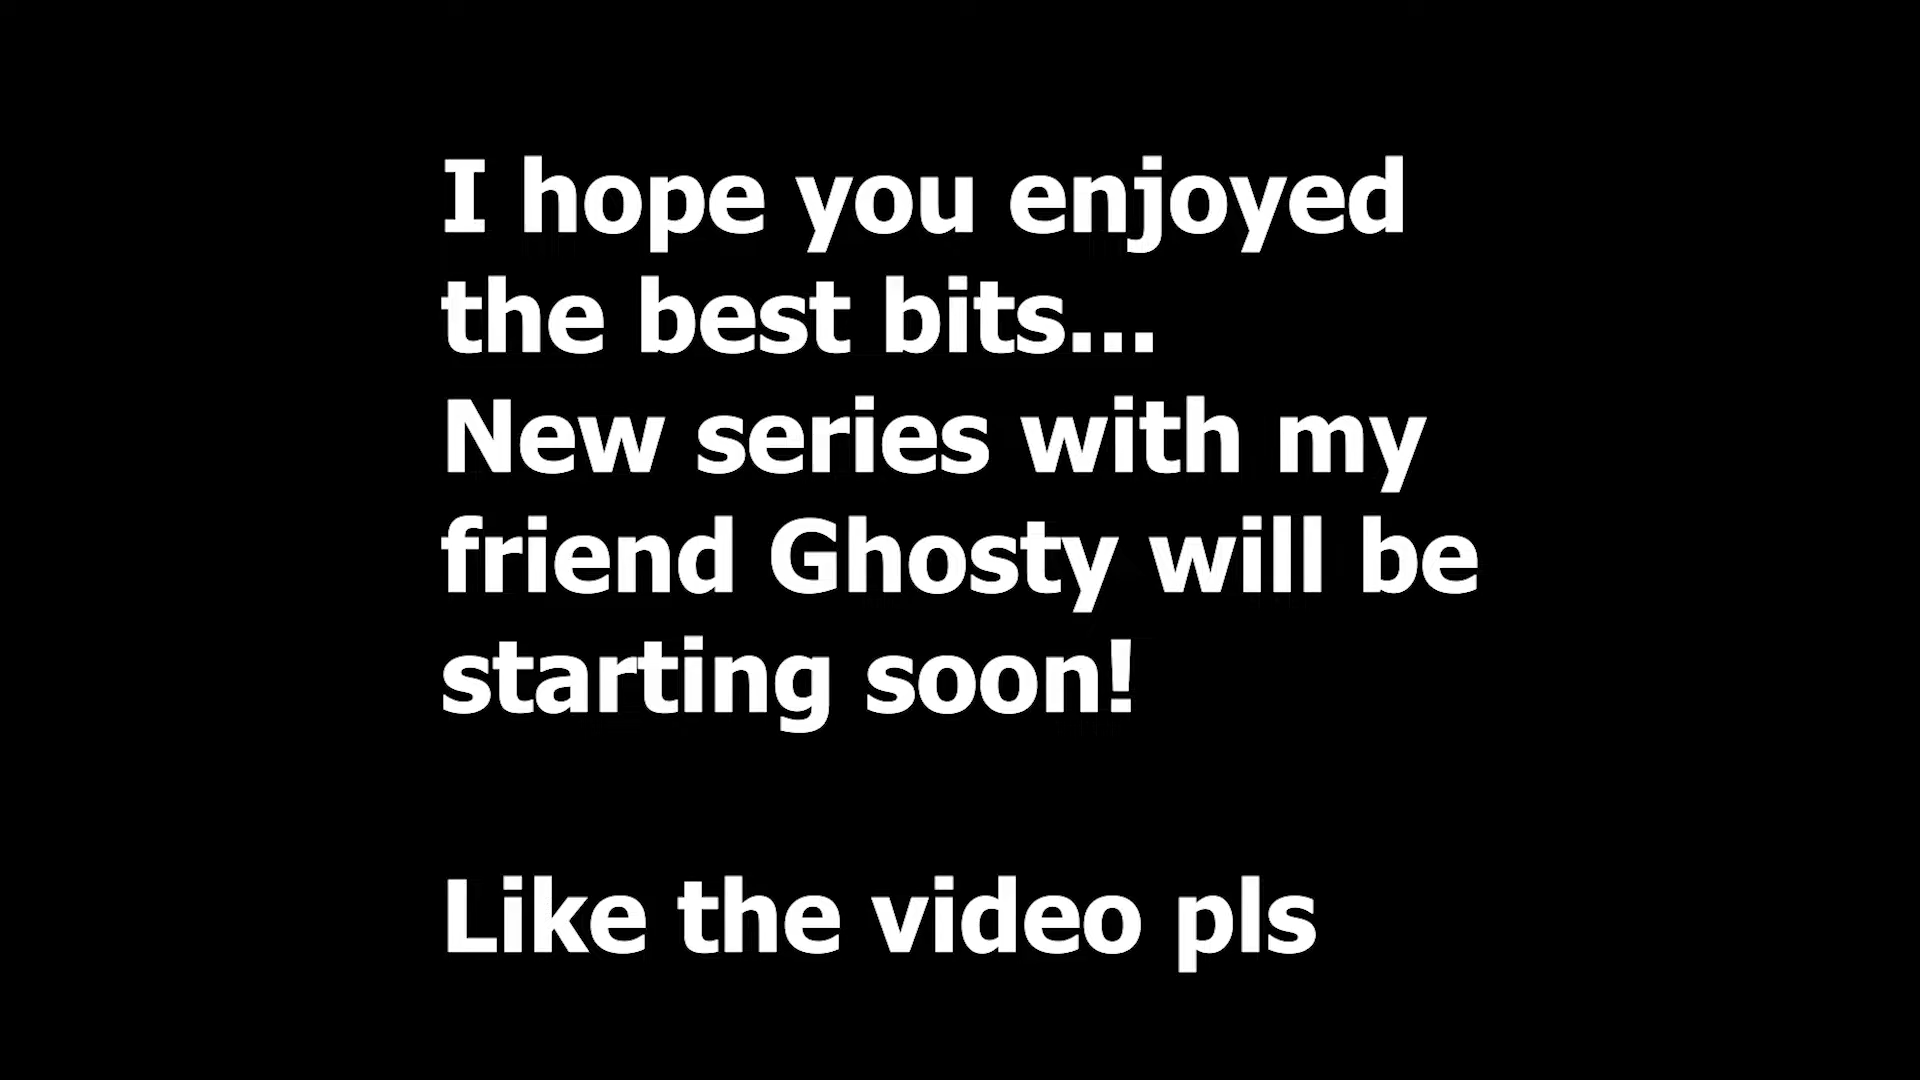 I hope you enjoyed
the best bits...
New series with my
friend Ghosty will be
starting soon!
Like the video pls